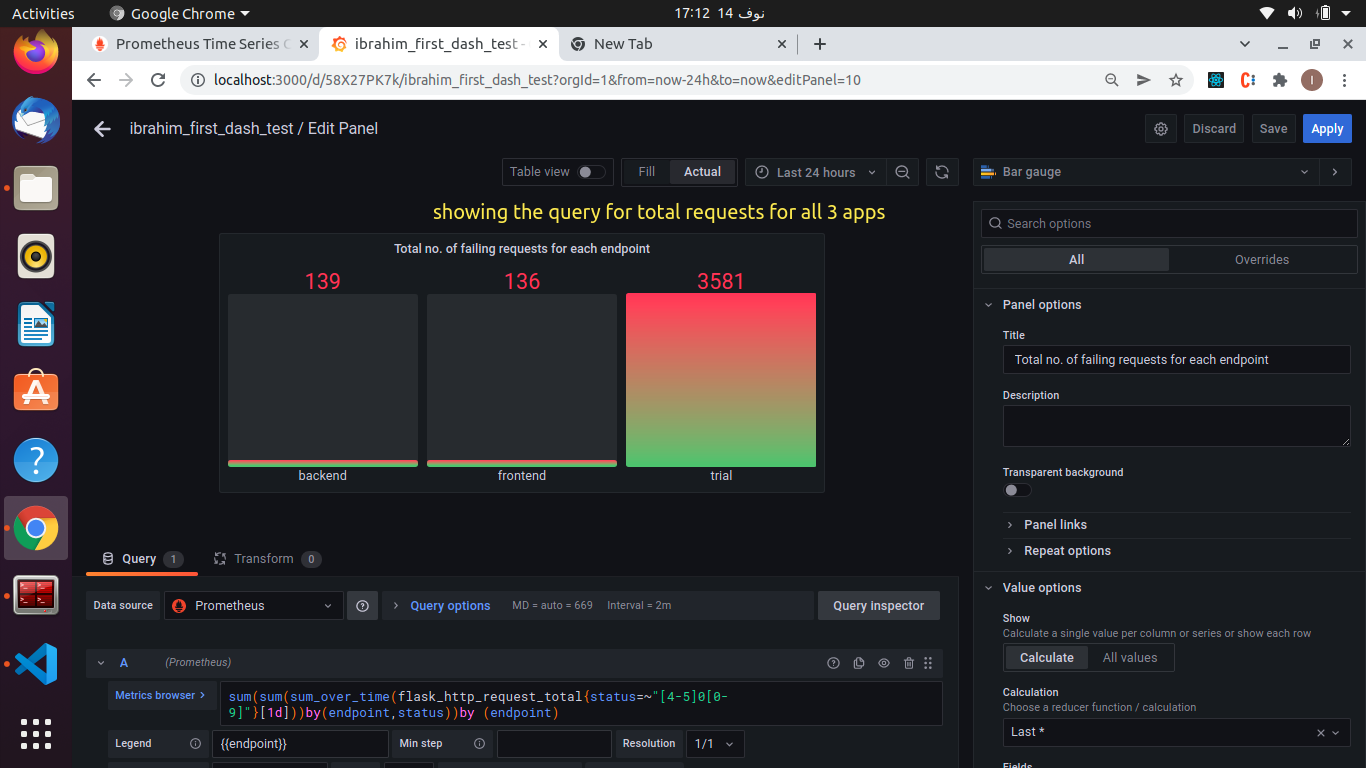 Activities
Google Chrome
17:12 14 نوف
Prometheus Time Series C
ibrahim_first_dash_test -
New Tab
localhost:3000/d/58X27PK7k/ibrahim_first_dash_test?orgId=1&from=now-24h&to=now&editPanel=10
I
ibrahim_first_dash_test / Edit Panel
Discard
Save
Apply
Table view
Fill
Actual
Last 24 hours
Bar gauge
showing the query for total requests for all 3 apps
Search options
All
Overrides
Total no. of failing requests for each endpoint
139
136
3581
backend
frontend
trial
Panel options
Title
Total no. of failing requests for each endpoint
Description
Transparent background
Panel links
Repeat options
Value options
Show
Calculate a single value per column or series or show each row
Calculate
All values
Calculation
Choose a reducer function / calculation
Last *
Fields
Query 1
Transform 0
Data source
Prometheus
Query options
MD = auto = 669
Interval = 2m
Query inspector
A
(Prometheus)
Metrics browser >
sum(sum(sum_over_time(flask_http_request_total{status=~"[4-5]0[0-
9]"}[1d]))by(endpoint,status))by (endpoint)
Legend
{{endpoint}}
Min step
Resolution
1/1